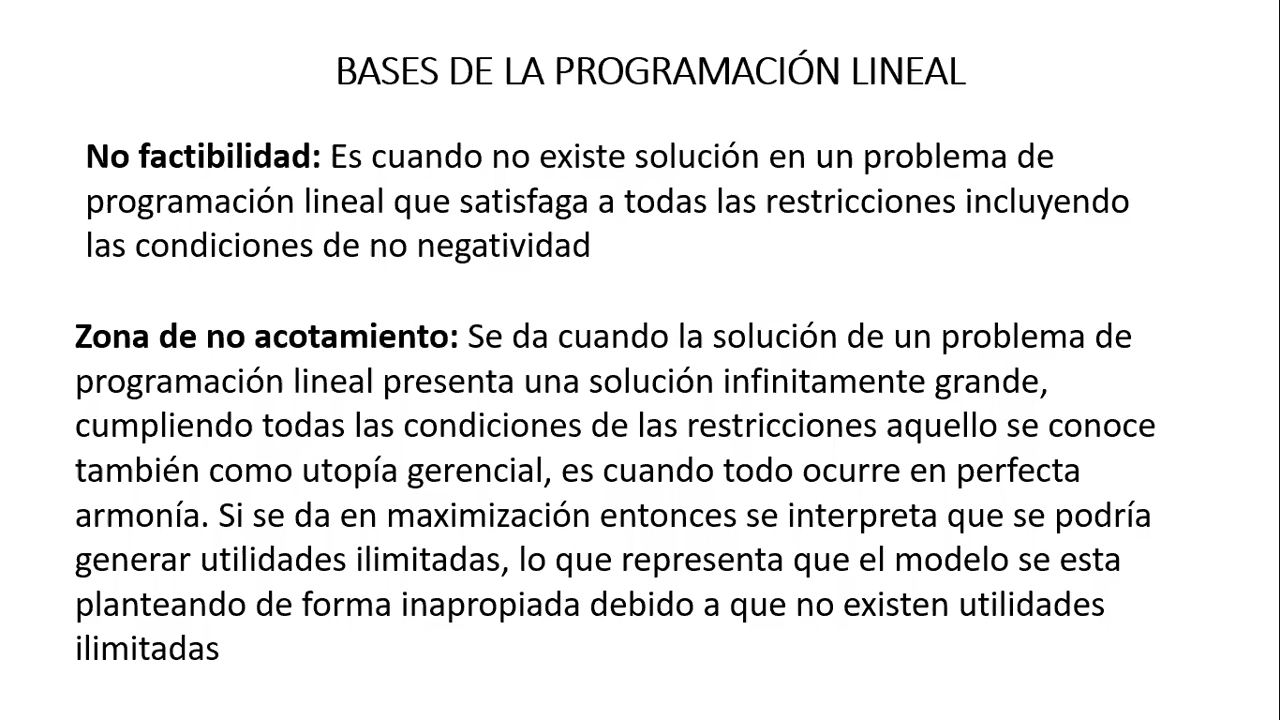 BASES DE LA PROGRAMACIÓN LINEAL
No factibilidad: Es cuando no existe solución en un problema de
programación lineal que satisfaga a todas las restricciones incluyendo
las condiciones de no negatividad
Zona de no acotamiento: Se da cuando la solución de un problema de
programación lineal presenta una solución infinitamente grande,
cumpliendo todas las condiciones de las restricciones aquello se conoce
también como utopía gerencial, es cuando todo ocurre en perfecta
armonía. Si se da en maximización entonces se interpreta que se podría
generar utilidades ilimitadas, lo que representa que el modelo se esta
planteando de forma inapropiada debido a que no existen utilidades
ilimitadas